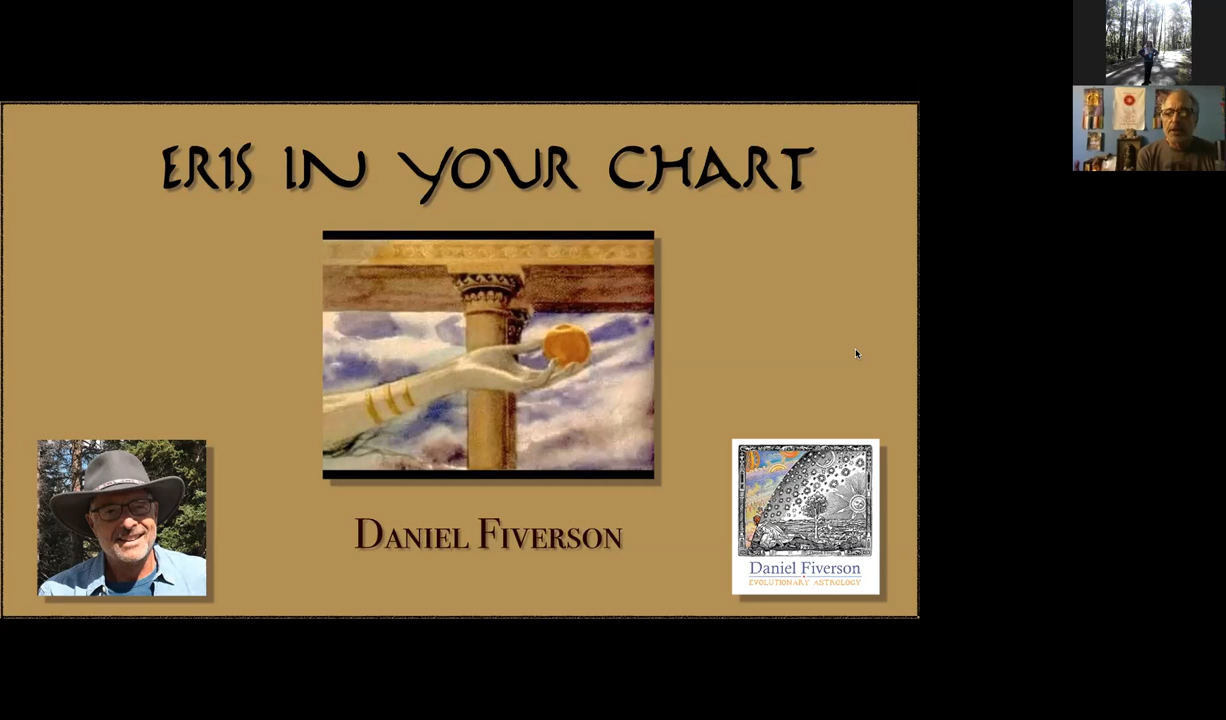 ERIS IN YOUR CHART
DANIEL FIVERSON
Daniel Fiverson
EVOLUTIONARY ASTROLOGY